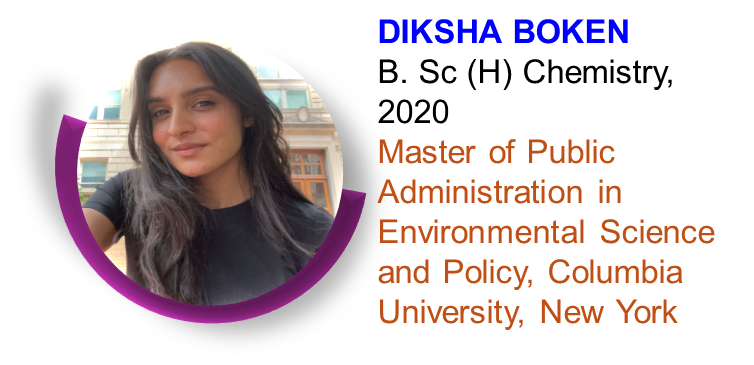 DIKSHA BOKEN
B. Sc (H) Chemistry,
2020
Master of Public
Administration in
Environmental Science
and Policy, Columbia
University, New York